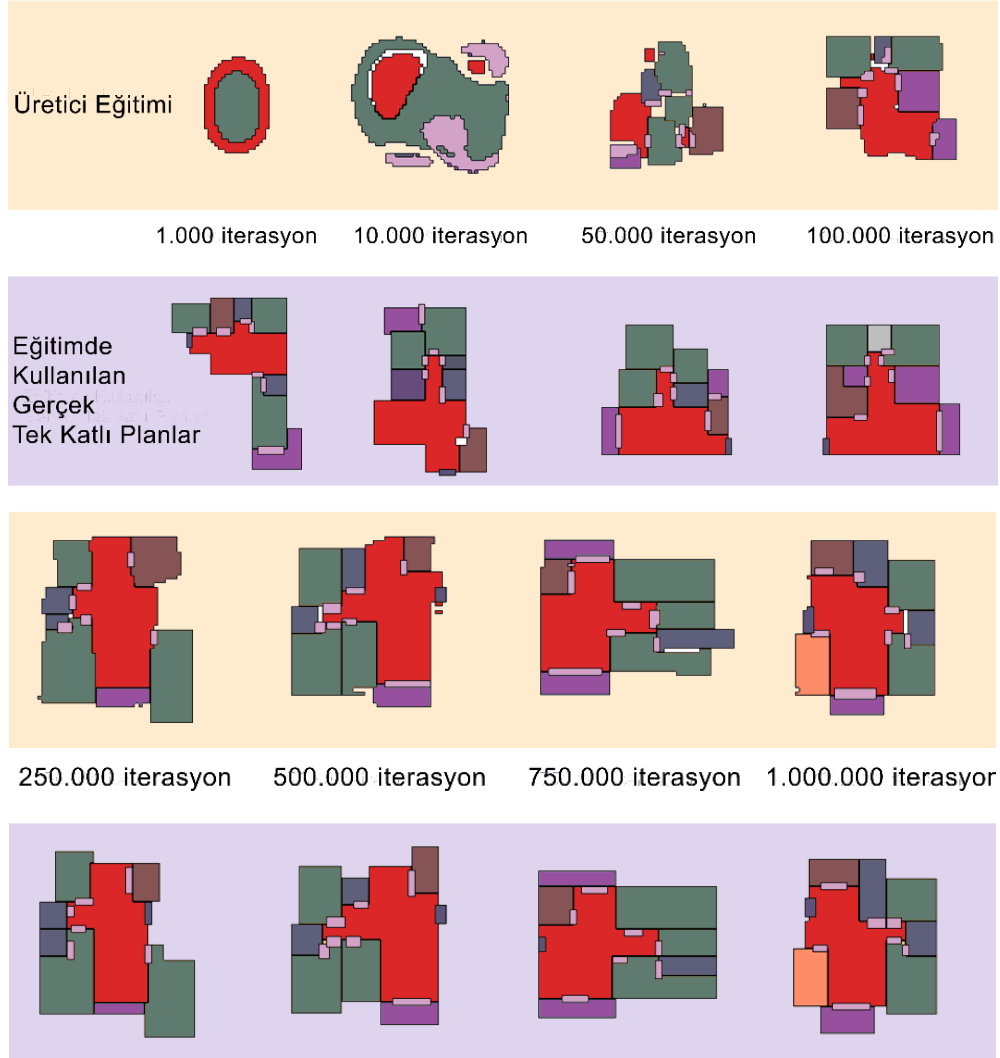 Üretici Eğitimi
1.000 iterasyon 10.000 iterasyon 50.000 iterasyon 100.000 iterasyon
Eğitimde
Kullanılan
Gerçek
Tek Katlı Planlar
250.000 iterasyon 500.000 iterasyon 750.000 iterasyon 1.000.000 iterasyon